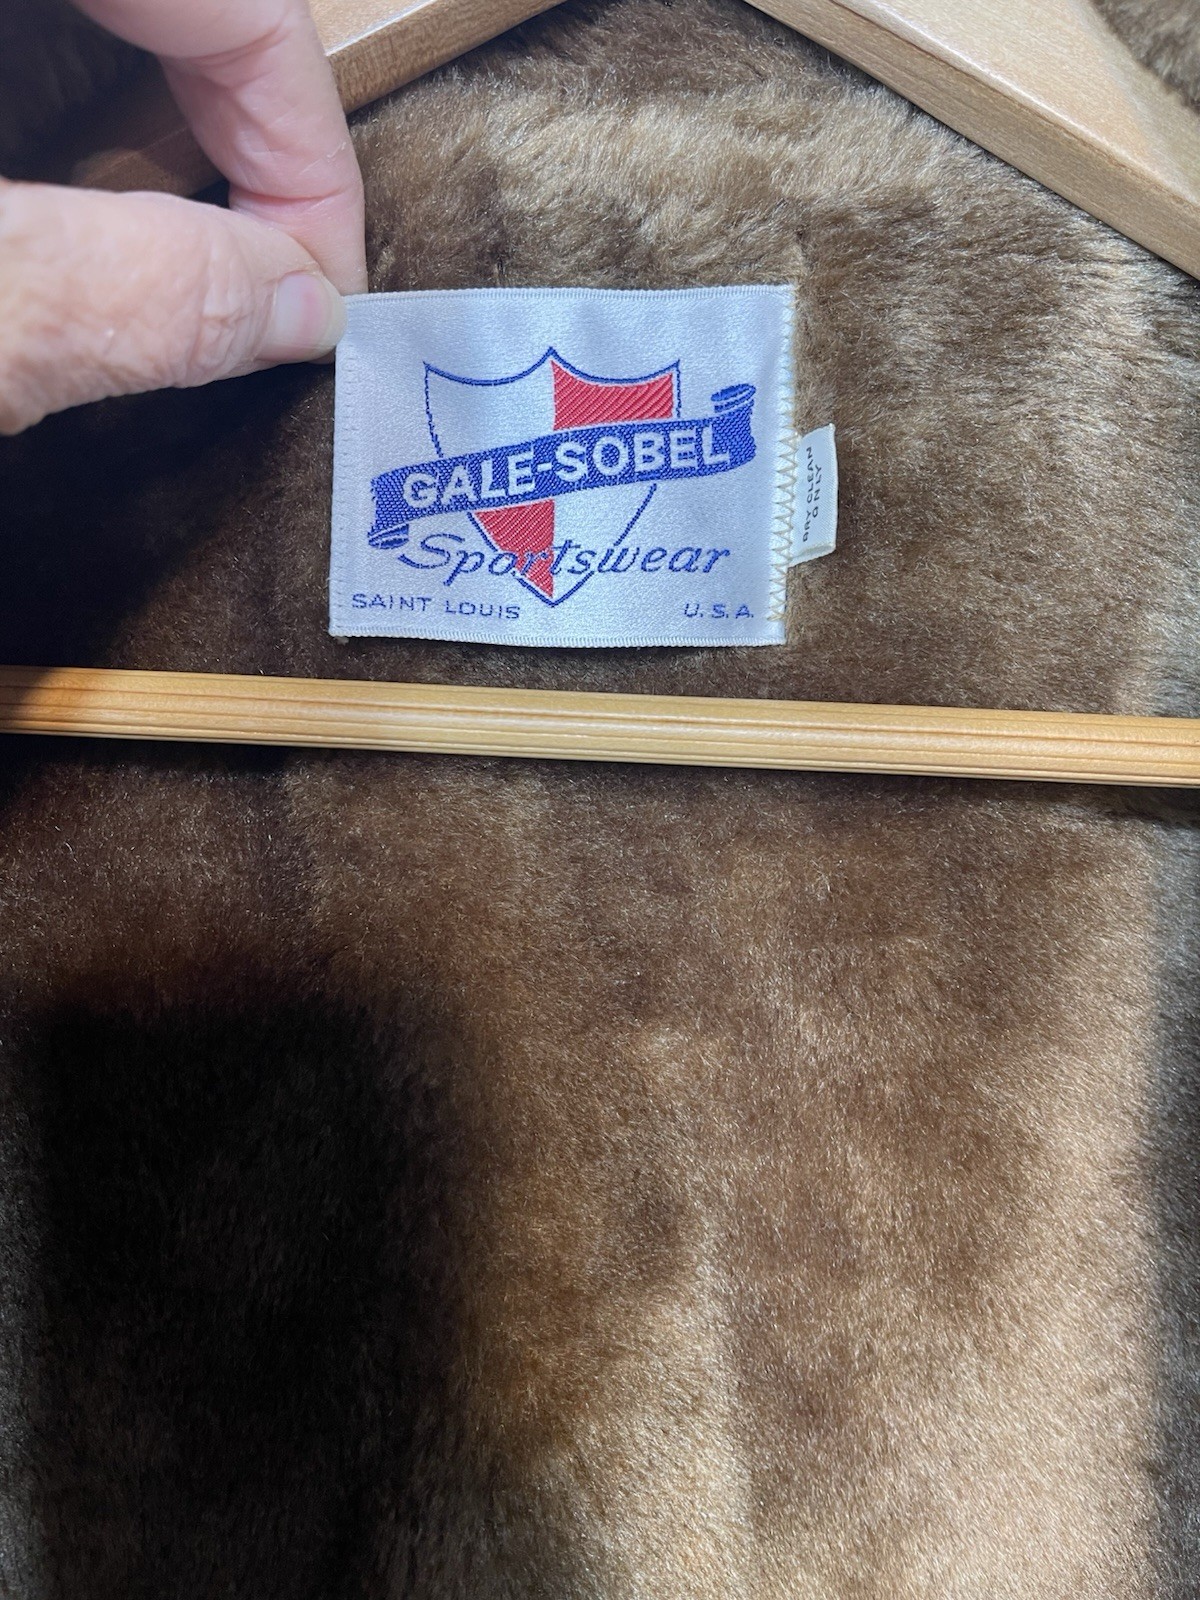 GALE-SOBEL
Sportswear
SAINT LOUIS U.S.A.
DRY CLEAN
ONLY